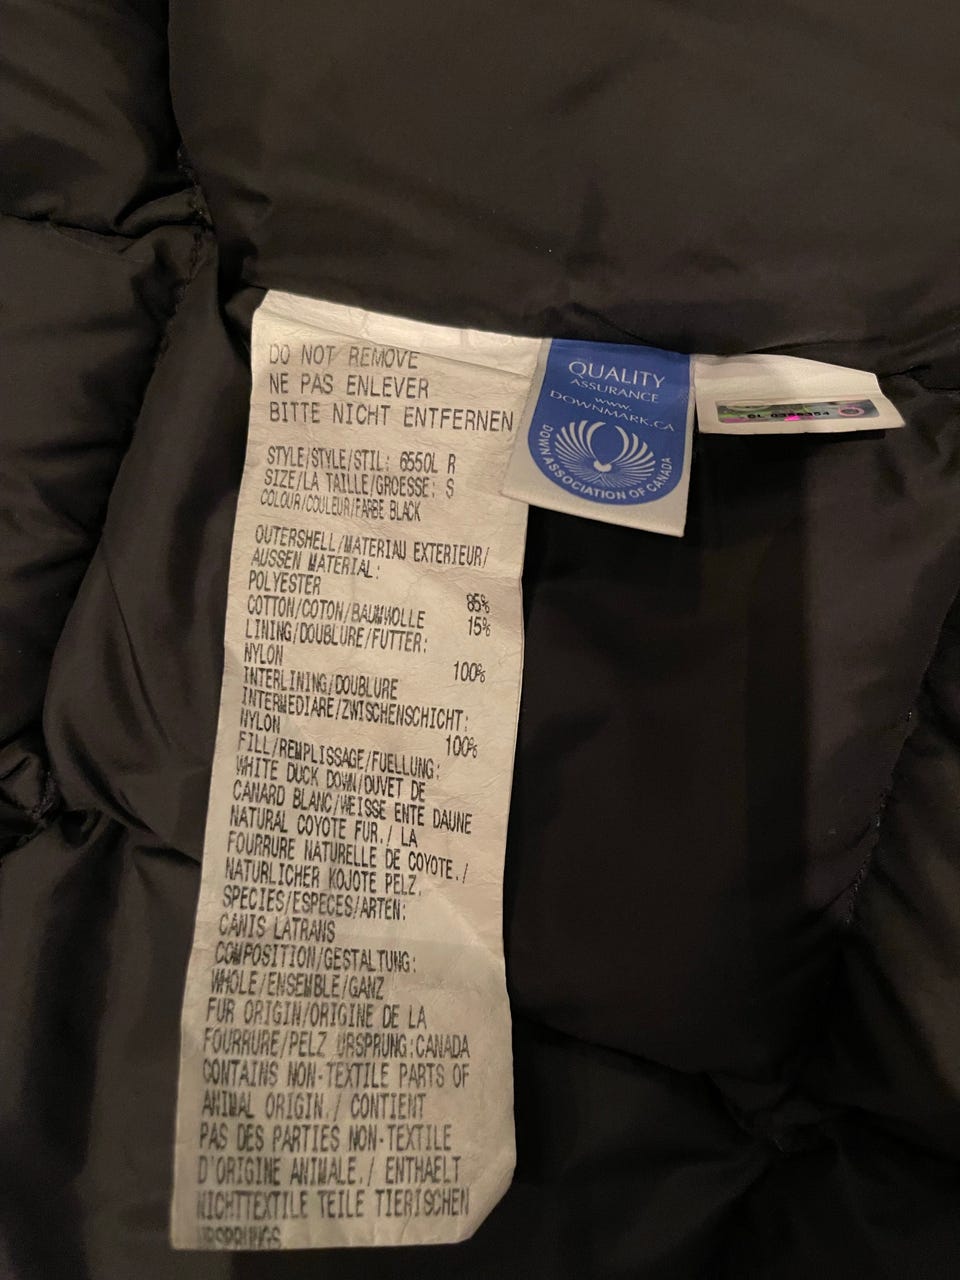 DO NOT REMOVE
NE PAS ENLEVER
BITTE NICHT ENTFERNEN
STYLE/STYLE/STIL: 6550L R
SIZE/LA TAILLE/GROESSE: S
COLOUR/COULEUR/FARBE BLACK
OUTERSHELL/MATERIAU EXTERIEUR/
AUSSEN MATERIAL:
POLYESTER 85%
COTTON/COTON/BAUMWOLLE 15%
LINING/DOUBLURE/FUTTER:
NYLON 100%
INTERLINING/DOUBLURE
INTERMEDIARE/ZWISCHENSCHICHT:
NYLON 100%
FILL/REMPLISSAGE/FUELLUNG:
WHITE DUCK DOWN/DUVET DE
CANARD BLANC/WEISSE ENTE DAUNE
NATURAL COYOTE FUR./ LA
FOURRURE NATURELLE DE COYOTE./
NATURLICHER KOJOTE PELZ.
SPECIES/ESPECES/ARTEN:
CANIS LATRANS
COMPOSITION/GESTALTUNG:
WHOLE/ENSEMBLE/GANZ
FUR ORIGIN/ORIGINE DE LA
FOURRURE/PELZ URSPRUNG:CANADA
CONTAINS NON-TEXTILE PARTS OF
ANIMAL ORIGIN./ CONTIENT
PAS DES PARTIES NON-TEXTILE
D'ORIGINE ANIMALE./ ENTHAELT
NICHTTEXTILE TEILE TIERISCHEN
URSPRUNGS
QUALITY
ASSURANCE
www.
DOWNMARK.CA
DOWN ASSOCIATION OF CANADA